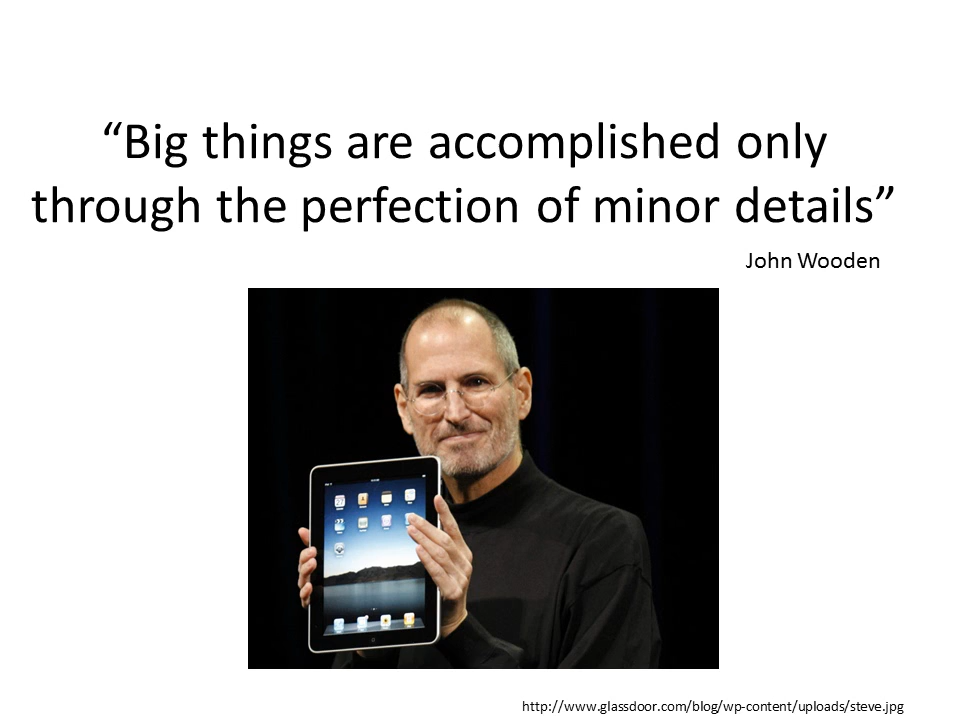 “Big things are accomplished only
through the perfection of minor details”
John Wooden
http://www.glassdoor.com/blog/wp-content/uploads/steve.jpg